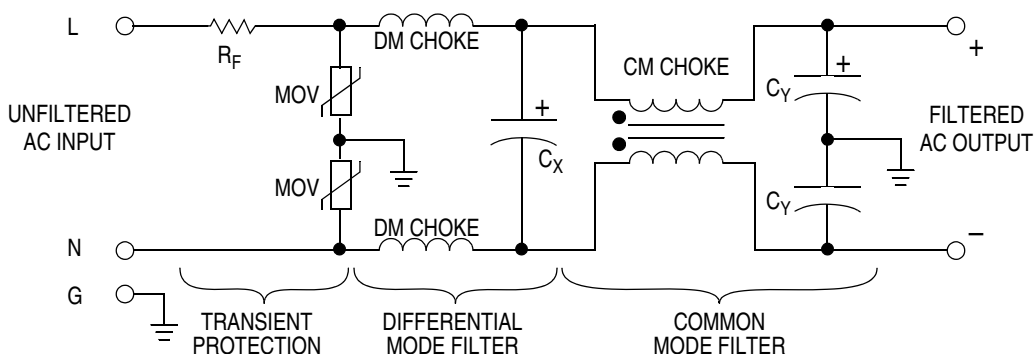 L
R_F
DM CHOKE
CM CHOKE
+
MOV
+
C_X
+
C_Y
UNFILTERED
AC INPUT
FILTERED
AC OUTPUT
MOV
C_Y
N
DM CHOKE
−
G
TRANSIENT
PROTECTION
DIFFERENTIAL
MODE FILTER
COMMON
MODE FILTER